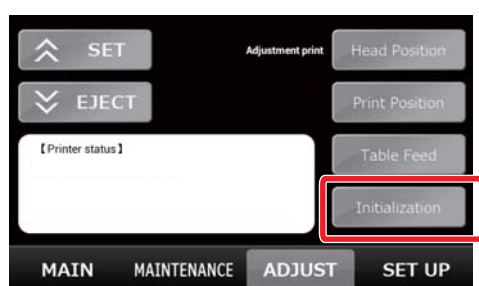 SET
Adjustment print
Head Position
EJECT
Print Position
【Printer status】
Table Feed
Initialization
MAIN MAINTENANCE ADJUST SET UP